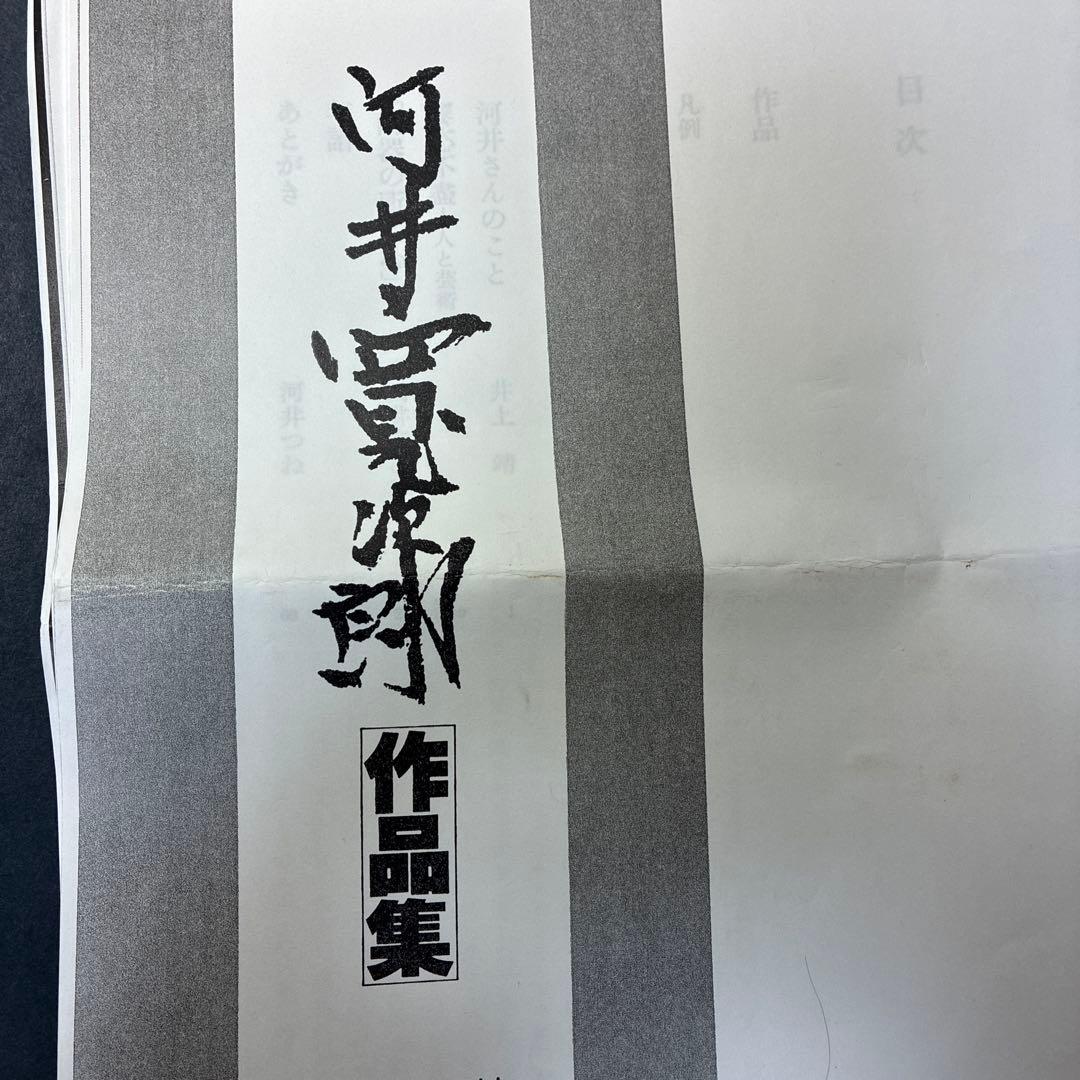 河井寛次郎
作品集
目次
作品
凡例
河井さんのこと 井上靖
あとがき 河井つね